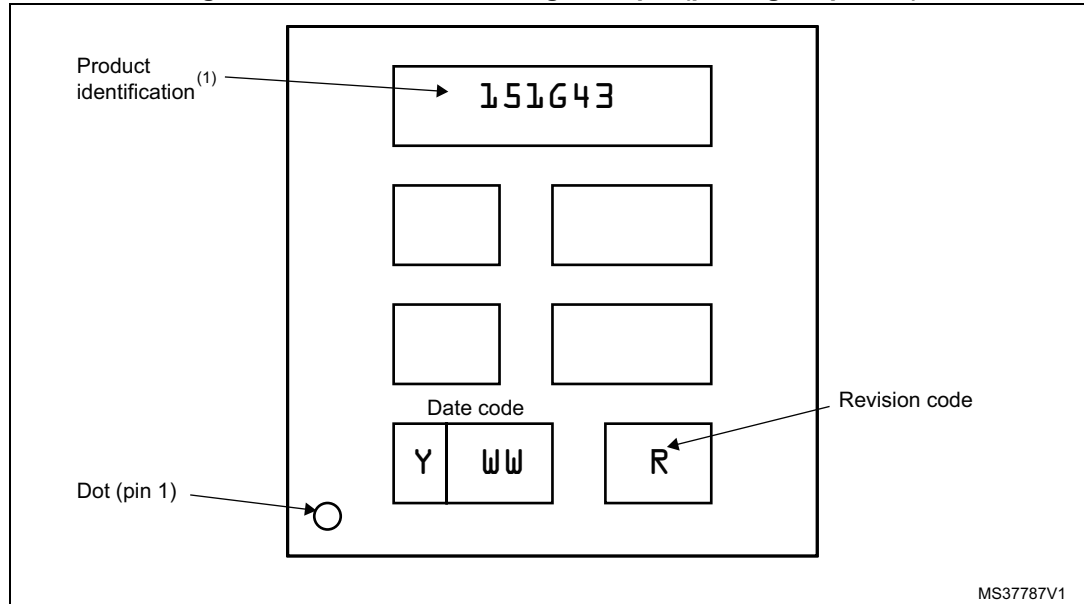 Product
identification(1)
151G43
Date code
Y WW R
Revision code
Dot (pin 1)
MS37787V1